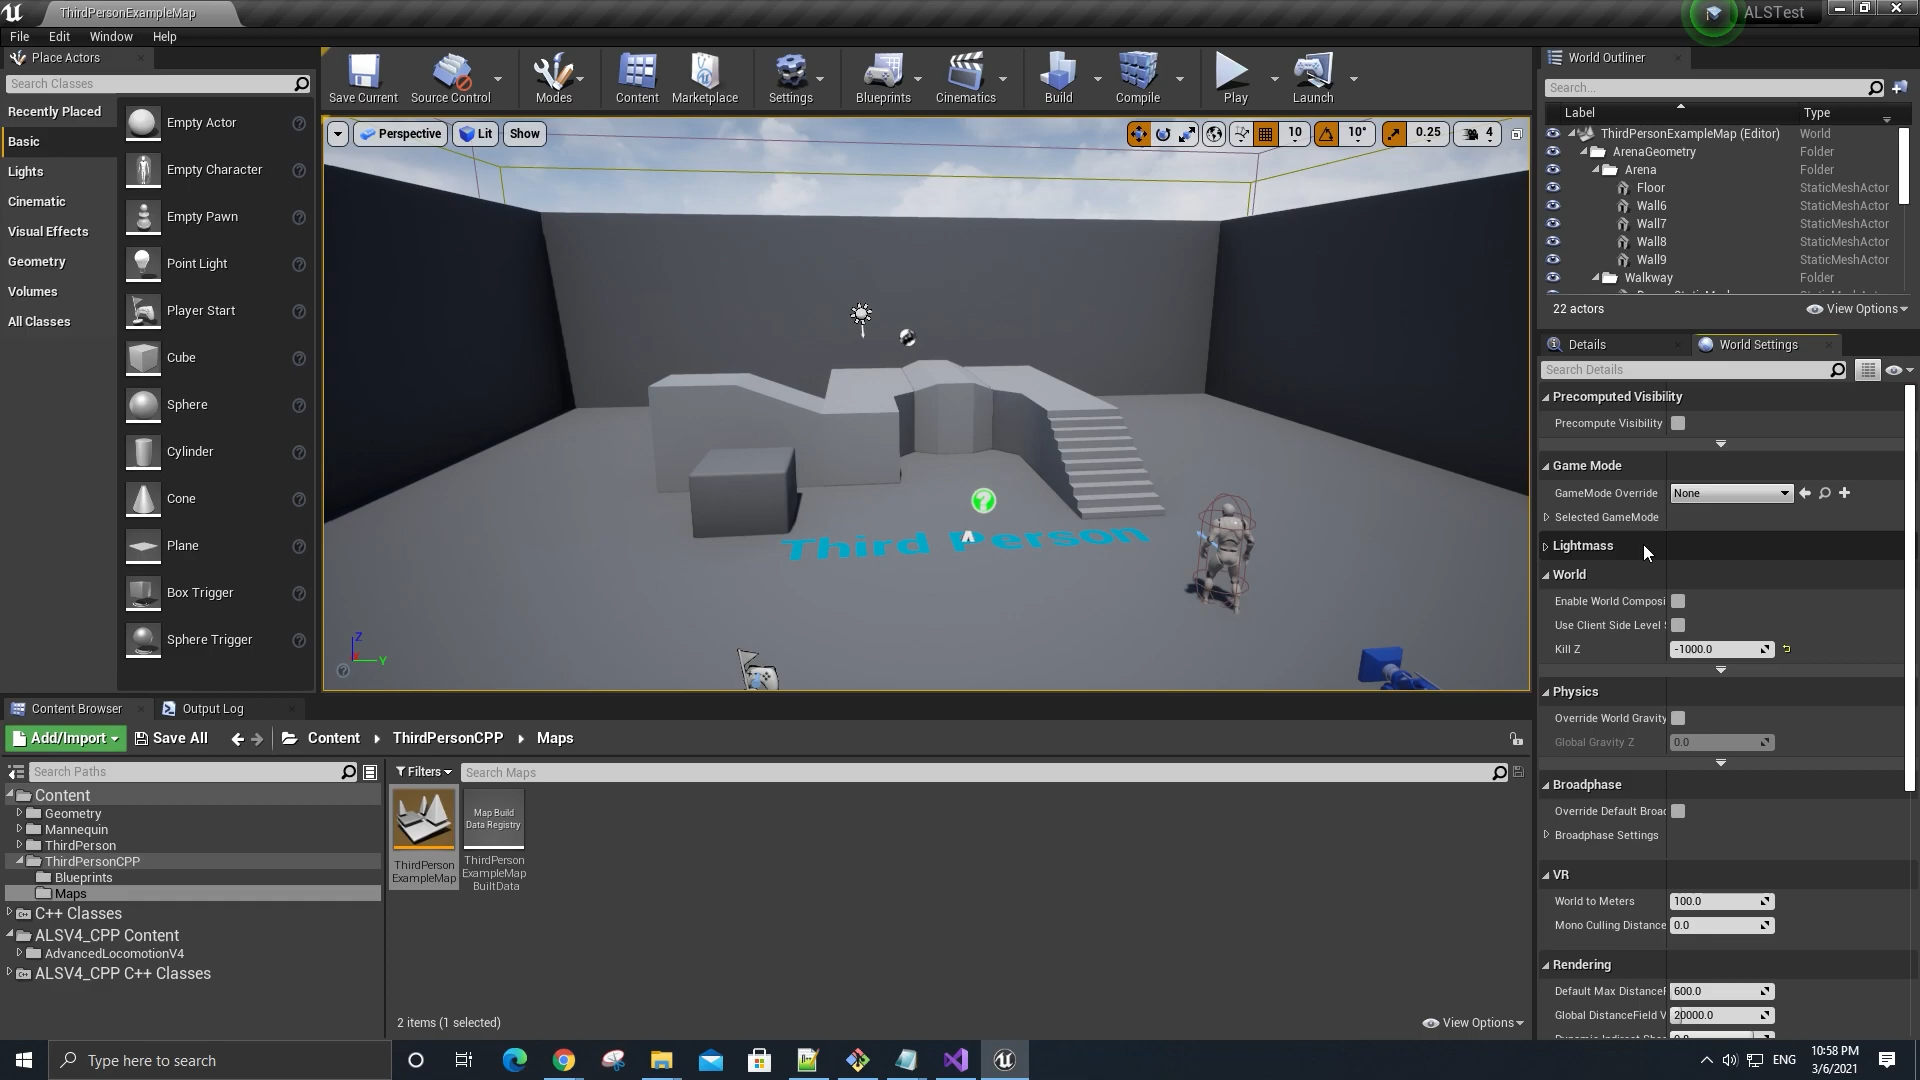 ThirdPersonExampleMap
ALSTest
File Edit Window Help
Place Actors
Search Classes
Recently Placed
Basic
Lights
Cinematic
Visual Effects
Geometry
Volumes
All Classes
Empty Actor
Empty Character
Empty Pawn
Point Light
Player Start
Cube
Sphere
Cylinder
Cone
Plane
Box Trigger
Sphere Trigger
Save Current
Source Control
Modes
Content
Marketplace
Settings
Blueprints
Cinematics
Build
Compile
Play
Launch
Perspective Lit Show
10 10° 0.25 4
Third Person
X Y Z
World Outliner
Search...
Label Type
ThirdPersonExampleMap (Editor) World
ArenaGeometry Folder
Arena Folder
Floor StaticMeshActor
Wall6 StaticMeshActor
Wall7 StaticMeshActor
Wall8 StaticMeshActor
Wall9 StaticMeshActor
Walkway Folder
22 actors
View Options
Details
World Settings
Search Details
Precomputed Visibility
Precompute Visibility
Game Mode
GameMode Override None
Selected GameMode
Lightmass
World
Enable World Composi
Use Client Side Level
Kill Z -1000.0
Physics
Override World Gravity
Global Gravity Z 0.0
Broadphase
Override Default Broad
Broadphase Settings
VR
World to Meters 100.0
Mono Culling Distance 0.0
Rendering
Default Max DistanceF 600.0
Global DistanceField V 20000.0
Content Browser
Output Log
Add/Import Save All Content ThirdPersonCPP Maps
Search Paths
Content
Geometry
Mannequin
ThirdPerson
ThirdPersonCPP
Blueprints
Maps
C++ Classes
ALSV4_CPP Content
AdvancedLocomotionV4
ALSV4_CPP C++ Classes
Filters
Search Maps
ThirdPerson
ExampleMap
Map Build
Data Registry
ThirdPerson
ExampleMap
BuiltData
2 items (1 selected)
View Options
Type here to search
ENG
10:58 PM
3/6/2021